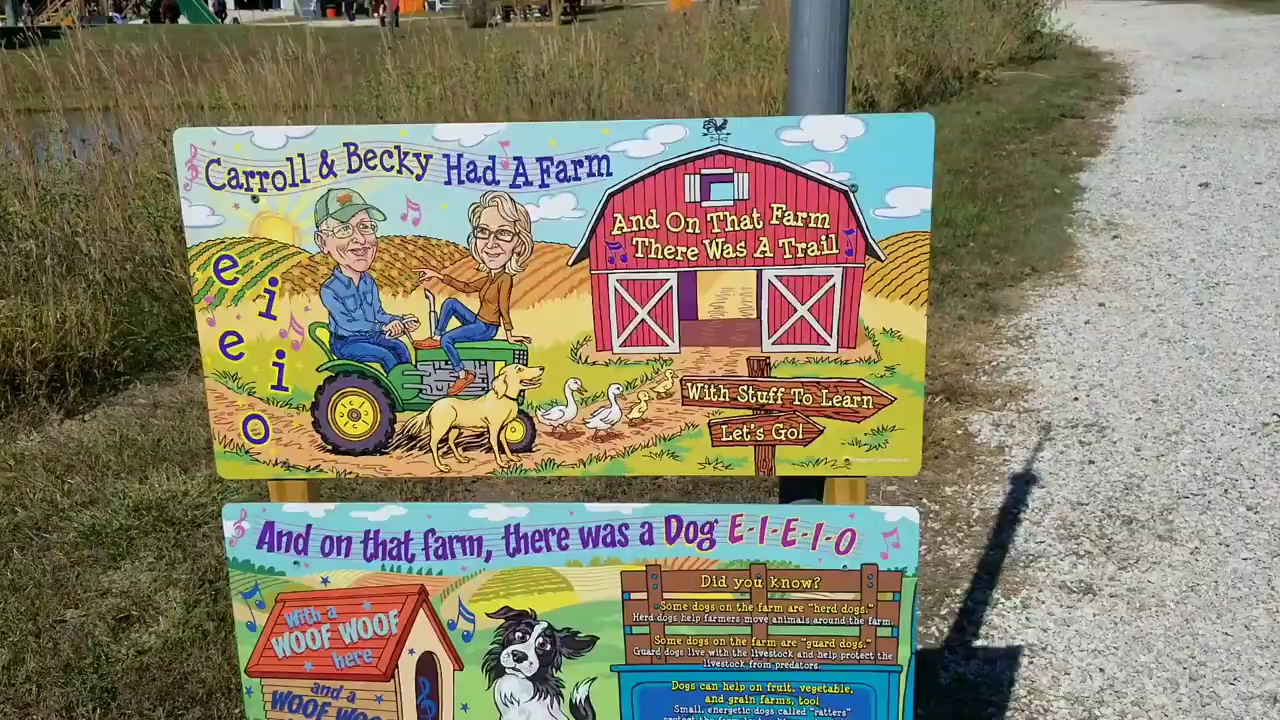 Carroll & Becky Had A Farm
e
i
e
i
o
And On That Farm
There Was A Trail
With Stuff To Learn
Let's Go!
And on that farm, there was a Dog E-I-E-I-O
With a
WOOF WOOF
here
and a
WOOF WOO
Did you know?
Some dogs on the farm are "herd dogs."
Herd dogs help farmers move animals around the farm.
Some dogs on the farm are "guard dogs."
Guard dogs live with the livestock and help protect the
livestock from predators.
Dogs can help on fruit, vegetable,
and grain farms, too!
Small, energetic dogs called "ratters"